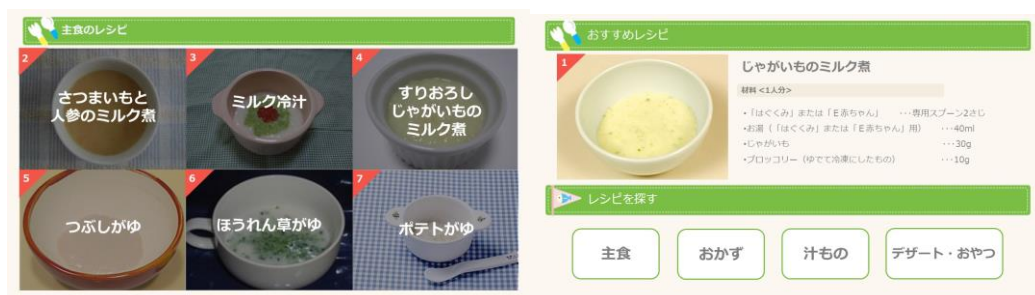 主食のレシピ
2
さつまいもと
人参のミルク煮
3
ミルク冷汁
4
すりおろし
じゃがいもの
ミルク煮
5
つぶしがゆ
6
ほうれん草がゆ
7
ポテトがゆ
おすすめレシピ
1
じゃがいものミルク煮
材料 <1人分>
・「はぐくみ」または「E赤ちゃん」 ・・・専用スプーン2さじ
・お湯（「はぐくみ」または「E赤ちゃん」用） ・・・40ml
・じゃがいも ・・・30g
・ブロッコリー（ゆでて冷凍にしたもの） ・・・10g
レシピを探す
主食
おかず
汁もの
デザート・おやつ